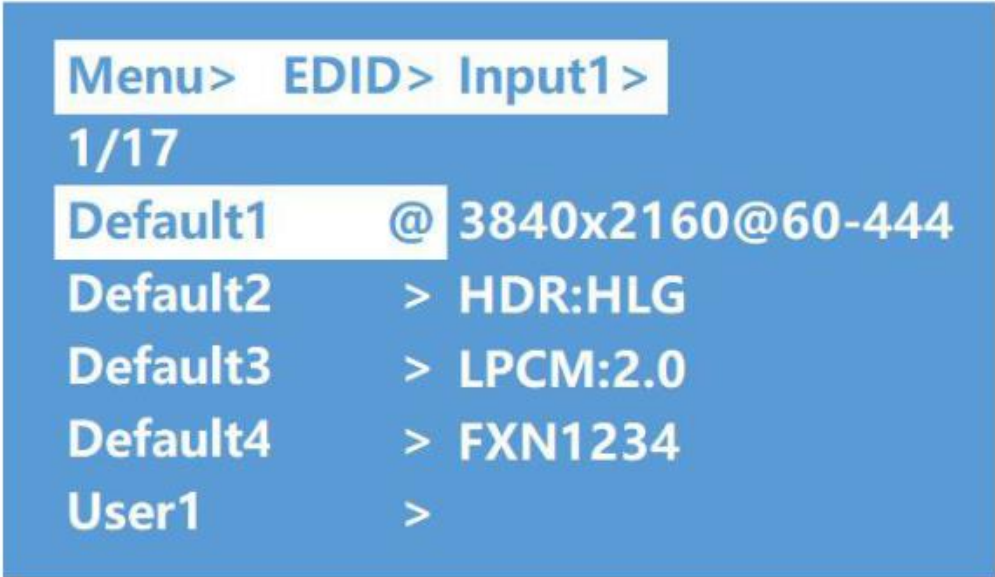 Menu> EDID> Input1>
1/17
Default1 @ 3840x2160@60-444
Default2 > HDR:HLG
Default3 > LPCM:2.0
Default4 > FXN1234
User1 >